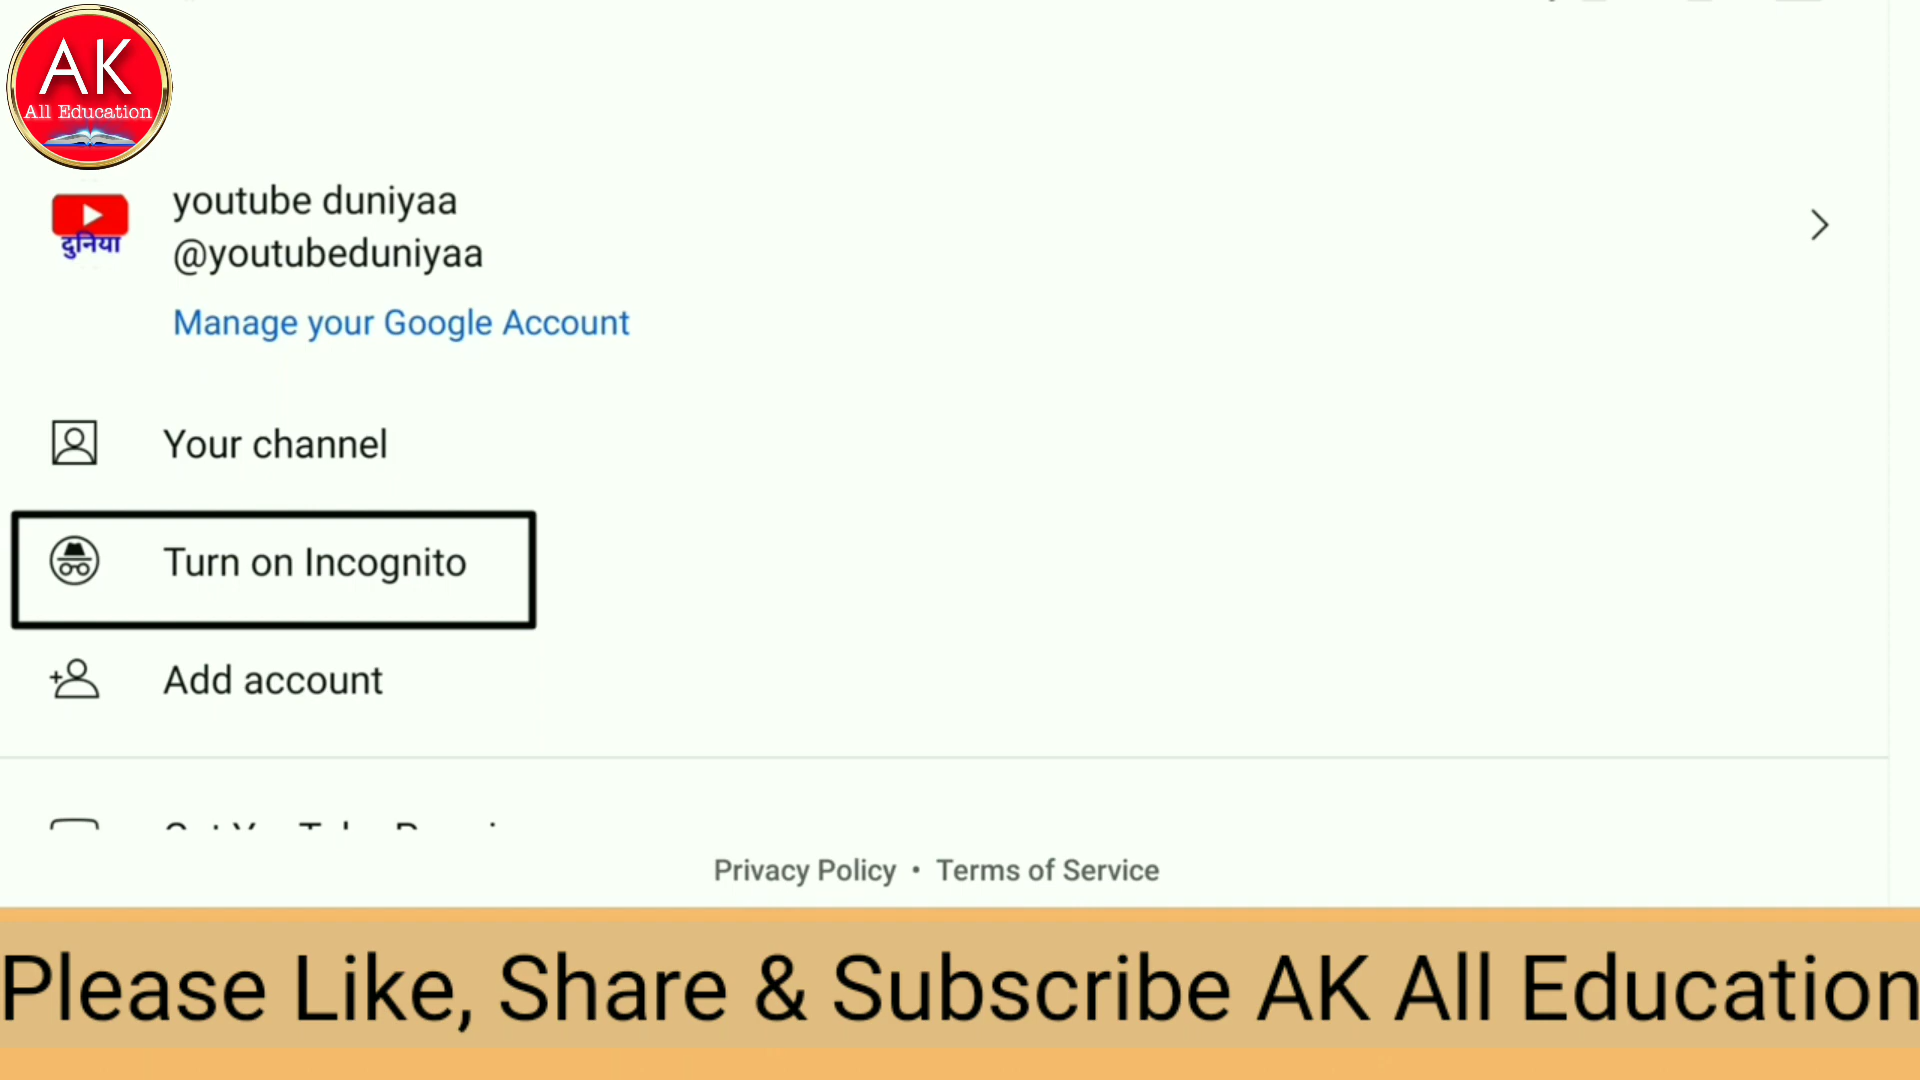 AK
All Education
दुनिया
youtube duniyaa
@youtubeduniyaa
Manage your Google Account
Your channel
Turn on Incognito
Add account
Privacy Policy • Terms of Service
Please Like, Share & Subscribe AK All Education